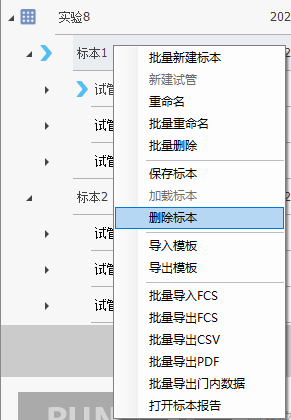 实验8 202
标本1
试管
试管
试管
标本2
试管
试管
试管
批量新建标本
新建试管
重命名
批量重命名
批量删除
保存标本
加载标本
删除标本
导入模板
导出模板
批量导入FCS
批量导出FCS
批量导出CSV
批量导出PDF
批量导出门内数据
打开标本报告
RUN